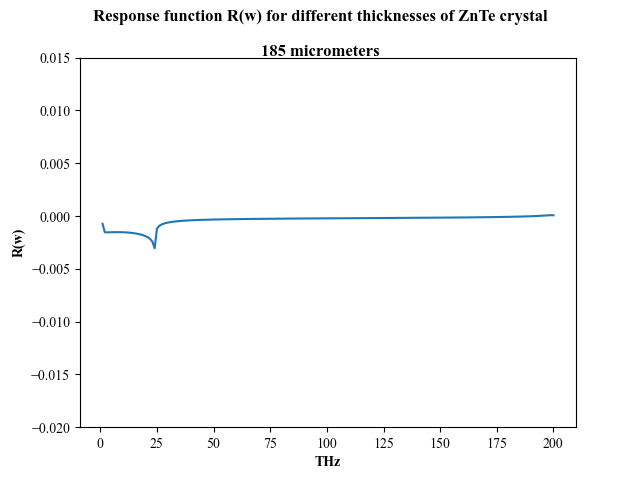 Response function R(w) for different thicknesses of ZnTe crystal
185 micrometers
0.015
0.010
0.005
0.000
−0.005
−0.010
−0.015
−0.020
R(w)
0 25 50 75 100 125 150 175 200
THz